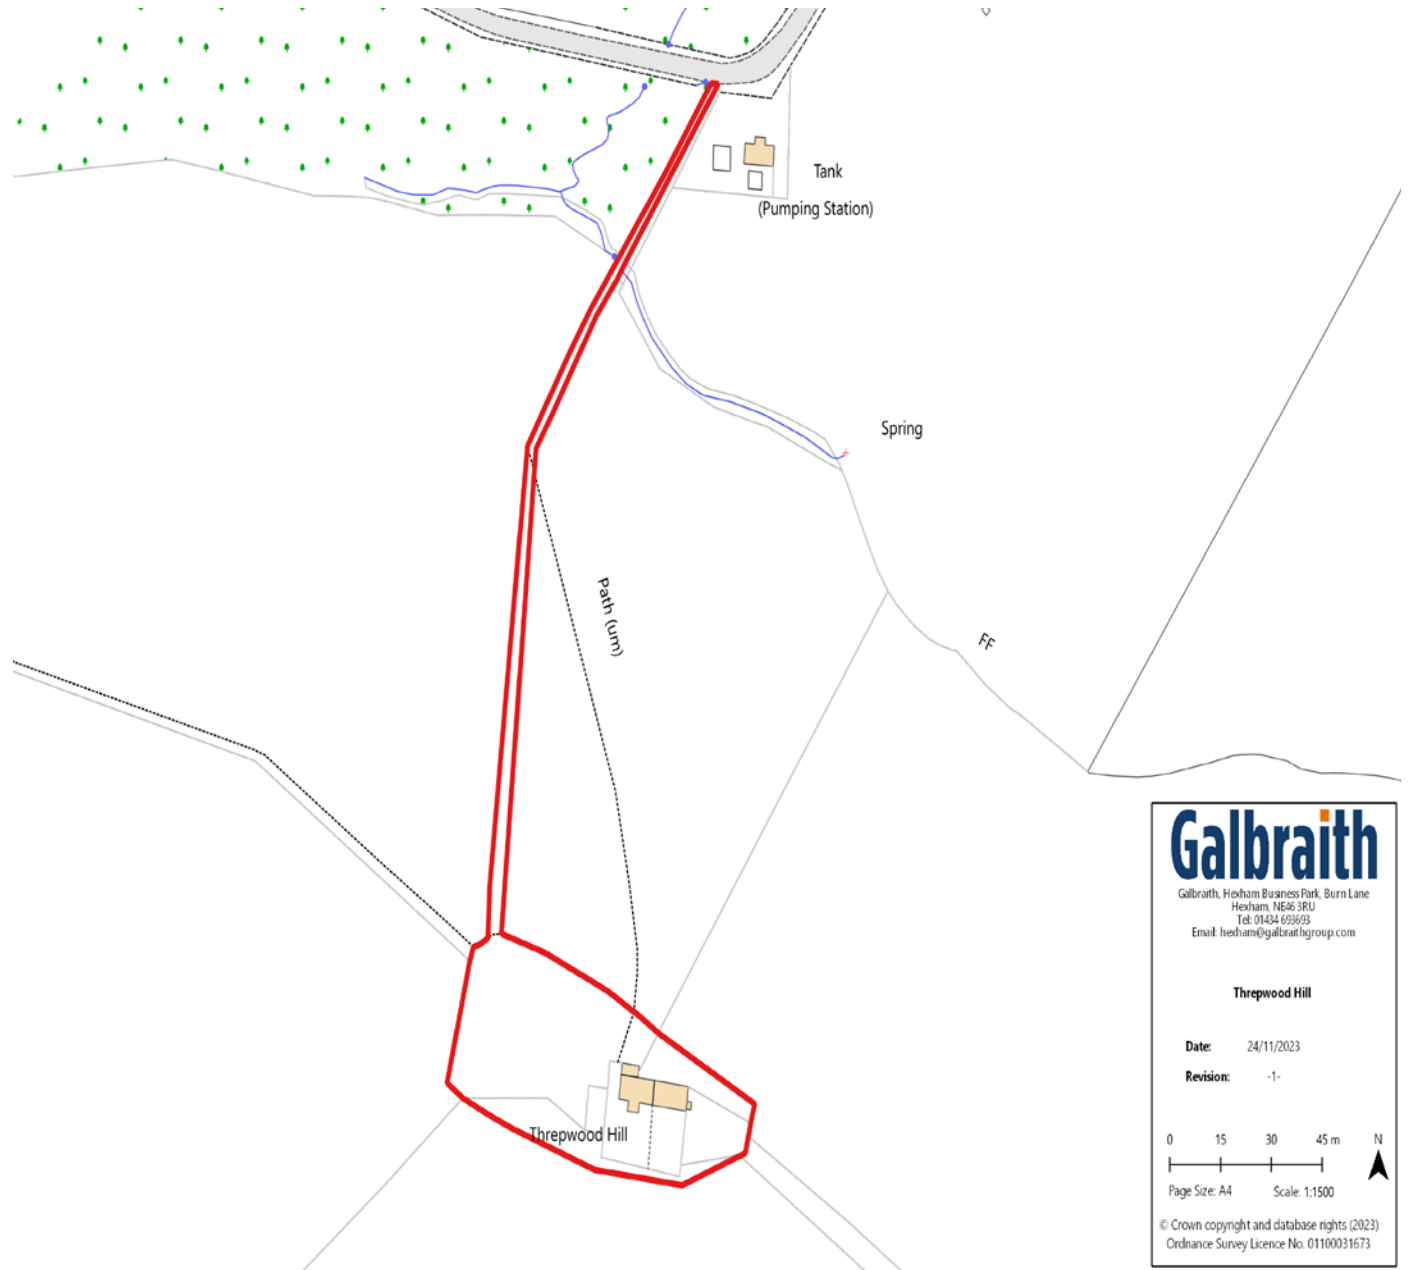 Tank
(Pumping Station)
Spring
Path (um)
FF
Threpwood Hill
Galbraith
Galbraith, Hexham Business Park, Burn Lane
Hexham, NE46 3RU
Tel: 01434 693693
Email: hexham@galbraithgroup.com
Threpwood Hill
Date: 24/11/2023
Revision: -1-
0 15 30 45 m N
Page Size: A4 Scale: 1:1500
© Crown copyright and database rights (2023)
Ordnance Survey Licence No. 01100031673